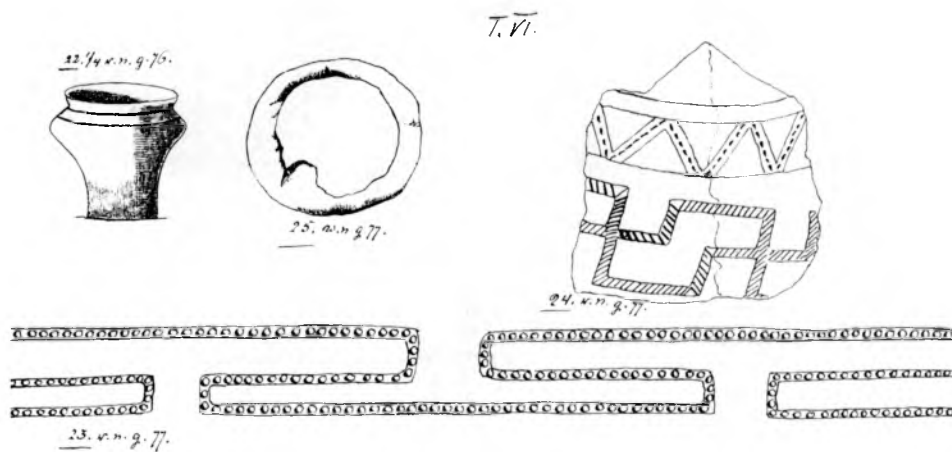 T. VI.
22. 1/4 v. n. g. 76.
25. v. n. g. 77.
24. v. n. g. 77.
23. v. n. g. 77.